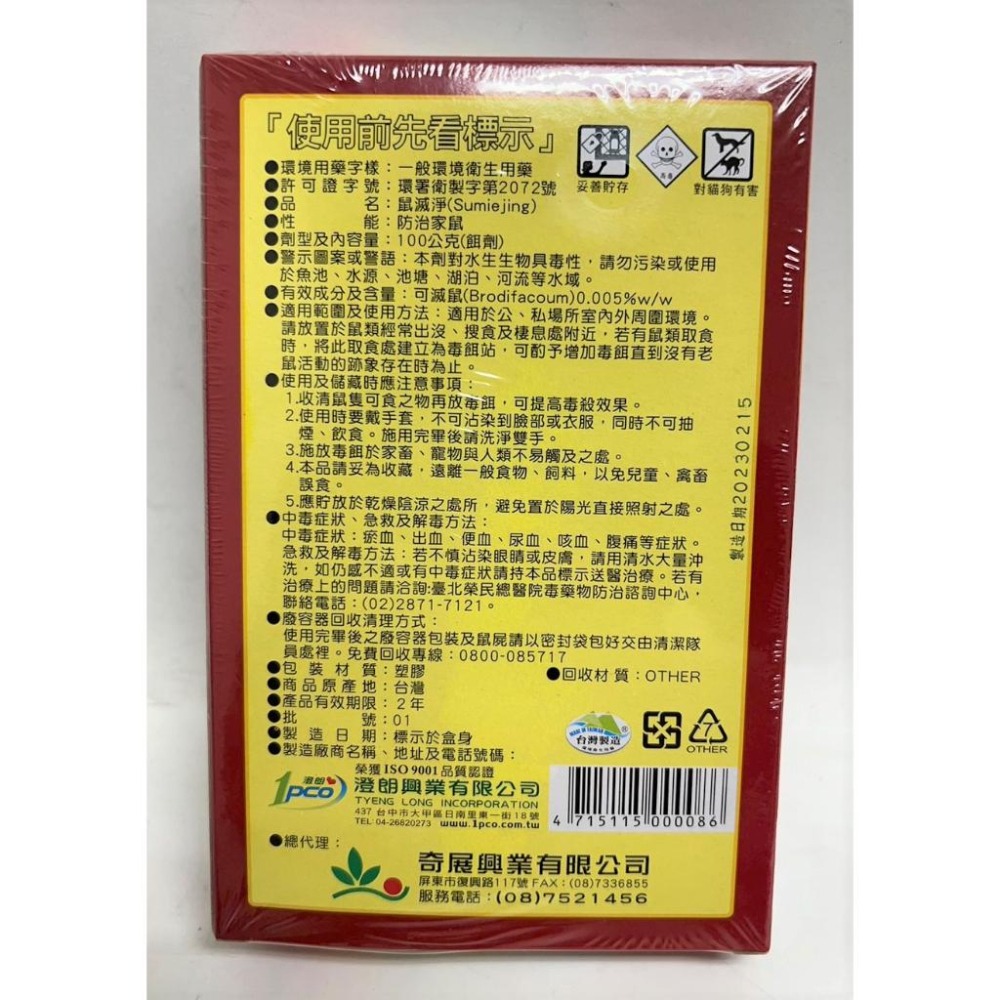 「使用前先看標示」
妥善貯存
有毒
對貓狗有害
●環境用藥字樣：一般環境衛生用藥
●許可證字號：環署衛製字第2072號
●品名：鼠滅淨(Sumiejing)
●性能：防治家鼠
●劑型及內容量：100公克(餌劑)
●警示圖案或警語：本劑對水生生物具毒性，請勿污染或使用
於魚池、水源、池塘、湖泊、河流等水域。
●有效成分及含量：可滅鼠(Brodifacoum)0.005%w/w
●適用範圍及使用方法：適用於公、私場所室內外周圍環境。
請放置於鼠類經常出沒、搜食及棲息處附近，若有鼠類取食
時，將此取食處建立為毒餌站，可酌予增加毒餌直到沒有老
鼠活動的跡象存在時為止。
●使用及儲藏時應注意事項：
1.收清鼠隻可食之物再放毒餌，可提高毒殺效果。
2.使用時要戴手套，不可沾染到臉部或衣服，同時不可抽
煙、飲食。施用完畢後請洗淨雙手。
3.施放毒餌於家畜、寵物與人類不易觸及之處。
4.本品請妥為收藏，遠離一般食物、飼料，以免兒童、禽畜
誤食。
5.應貯放於乾燥陰涼之處所，避免置於陽光直接照射之處。
●中毒症狀、急救及解毒方法：
中毒症狀：瘀血、出血、便血、尿血、咳血、腹痛等症狀。
急救及解毒方法：若不慎沾染眼睛或皮膚，請用清水大量沖
洗，如仍感不適或有中毒症狀請持本品標示送醫治療。若有
治療上的問題請洽詢:臺北榮民總醫院毒藥物防治諮詢中心，
聯絡電話：(02)2871-7121。
●廢容器回收清理方式：
使用完畢後之廢容器包裝及鼠屍請以密封袋包好交由清潔隊
員處裡。免費回收專線：0800-085717
●包裝材質：塑膠
●回收材質：OTHER
●商品原產地：台灣
●產品有效期限：2年
●批號：01
●製造日期：標示於盒身
●製造廠商名稱、地址及電話號碼：
製造日期20230215
MADE IN TAIWAN
台灣製造
7
OTHER
榮獲ISO 9001品質認證
澄朗
1pco
澄朗興業有限公司
TYENG LONG INCORPORATION
437 台中市大甲區日南里東一街18號
TEL:04-26820273 www.1pco.com.tw
4 715115 000086
●總代理：
奇展興業有限公司
屏東市復興路117號 FAX：(08)7336855
服務電話：(08)7521456